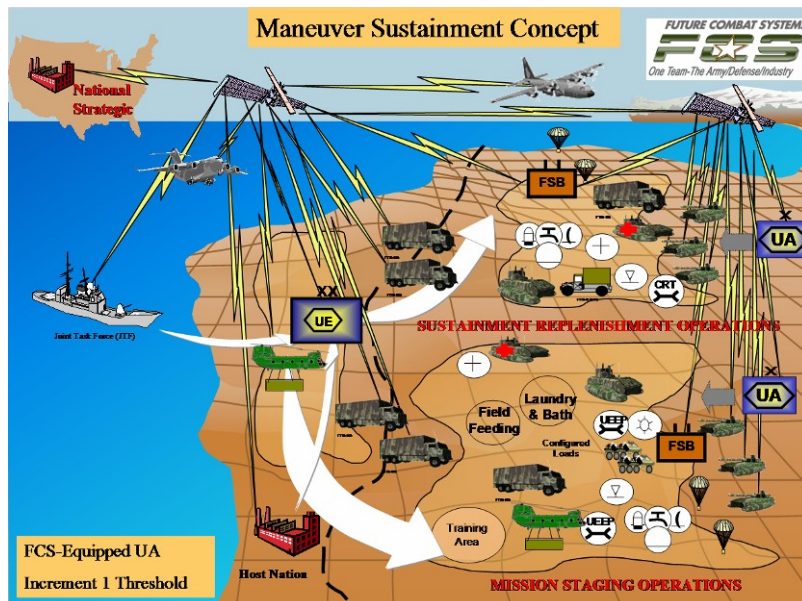 Maneuver Sustainment Concept
FUTURE COMBAT SYSTEMS
FCS
One Team-The Army/Defense/Industry
National
Strategic
FSB
X
UA
CRT
XX
UE
Joint Task Force (JTF)
SUSTAINMENT REPLENISHMENT OPERATIONS
X
UA
Laundry
& Bath
Field
Feeding
UEEP
FSB
Configured
Loads
Training
Area
UEEP
FCS-Equipped UA
Increment 1 Threshold
Host Nation
MISSION STAGING OPERATIONS